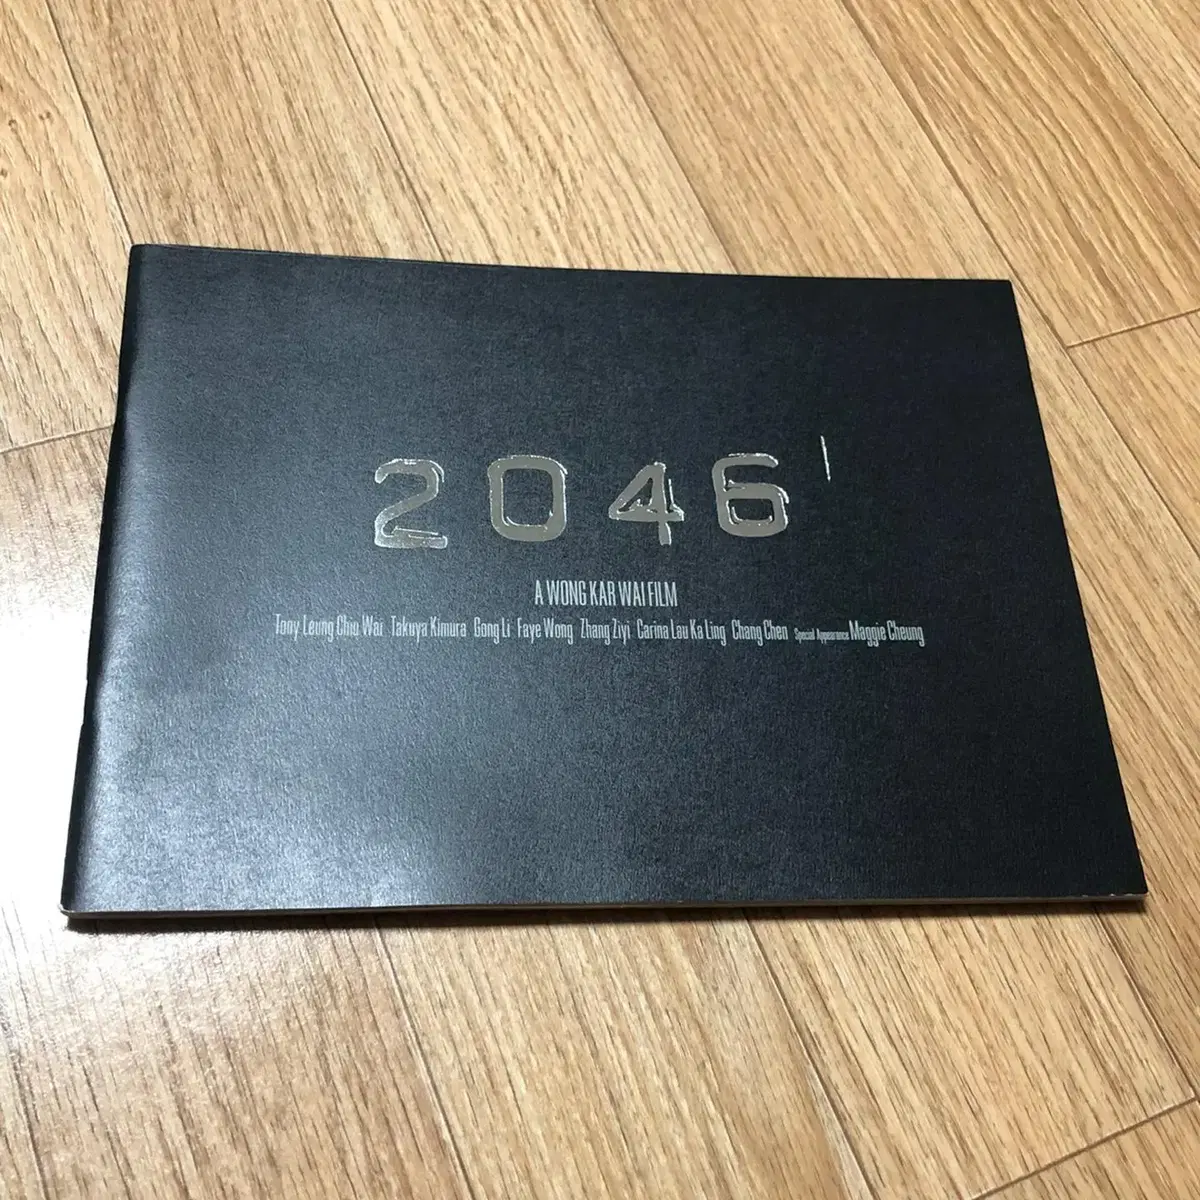 2046
A WONG KAR WAI FILM
Tony Leung Chiu Wai Takuya Kimura Gong Li Faye Wong Zhang Ziyi Carina Lau Ka Ling Chang Chen Special Appearance Maggie Cheung